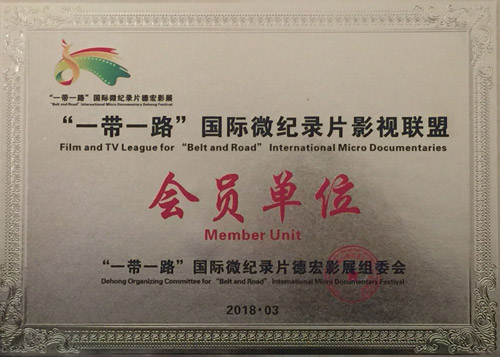 “一带一路”国际微纪录片德宏影展
"Belt and Road" International Micro Documentary Dehong Festival
“一带一路”国际微纪录片影视联盟
Film and TV League for “Belt and Road” International Micro Documentaries
会员单位
Member Unit
“一带一路”国际微纪录片德宏影展组委会
Dehong Organizing Committee for “Belt and Road” International Micro Documentary Festival
2018·03